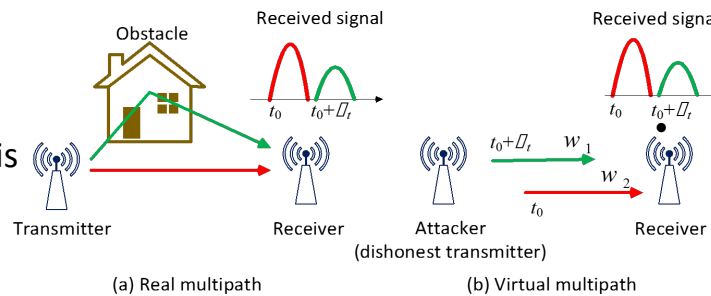 Received signal
Obstacle
t0
t0+▯t
is
Transmitter
Receiver
(a) Real multipath
Received signa
t0
t0+▯t
t0+▯t
w1
w2
t0
Attacker
(dishonest transmitter)
Receiver
(b) Virtual multipath